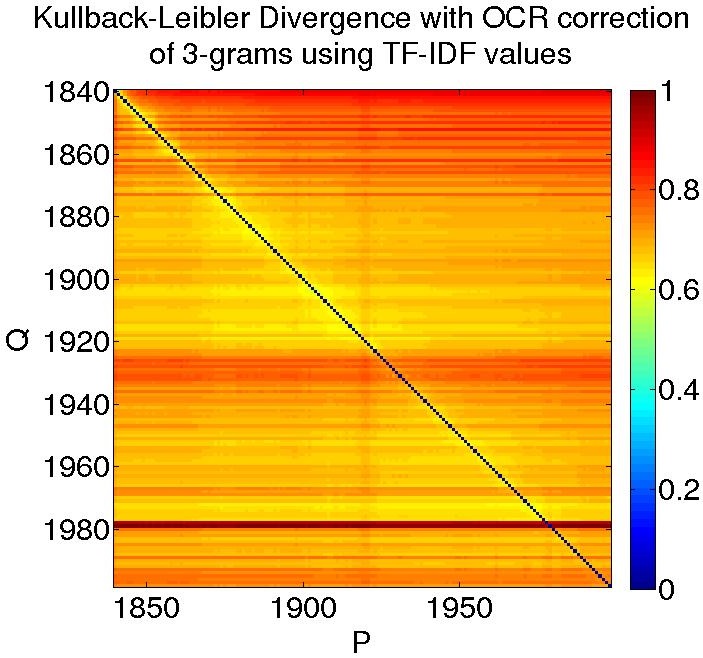 Kullback-Leibler Divergence with OCR correction
of 3-grams using TF-IDF values
1840
1860
1880
1900
1920
1940
1960
1980
Q
1850 1900 1950
P
1
0.8
0.6
0.4
0.2
0